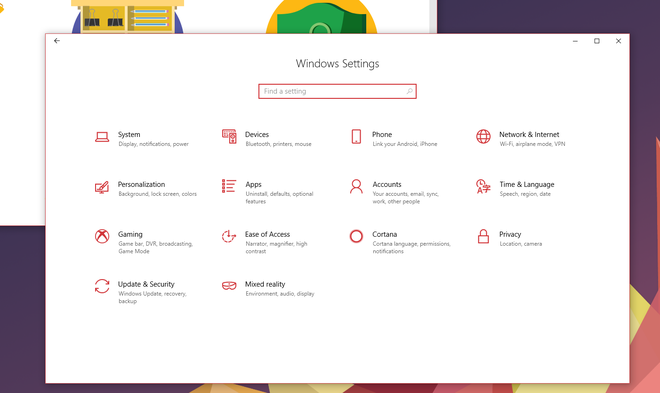 Windows Settings
Find a setting
System
Display, notifications, power
Devices
Bluetooth, printers, mouse
Phone
Link your Android, iPhone
Network & Internet
Wi-Fi, airplane mode, VPN
Personalization
Background, lock screen, colors
Apps
Uninstall, defaults, optional
features
Accounts
Your accounts, email, sync,
work, other people
Time & Language
Speech, region, date
Gaming
Game bar, DVR, broadcasting,
Game Mode
Ease of Access
Narrator, magnifier, high
contrast
Cortana
Cortana language, permissions,
notifications
Privacy
Location, camera
Update & Security
Windows Update, recovery,
backup
Mixed reality
Environment, audio, display